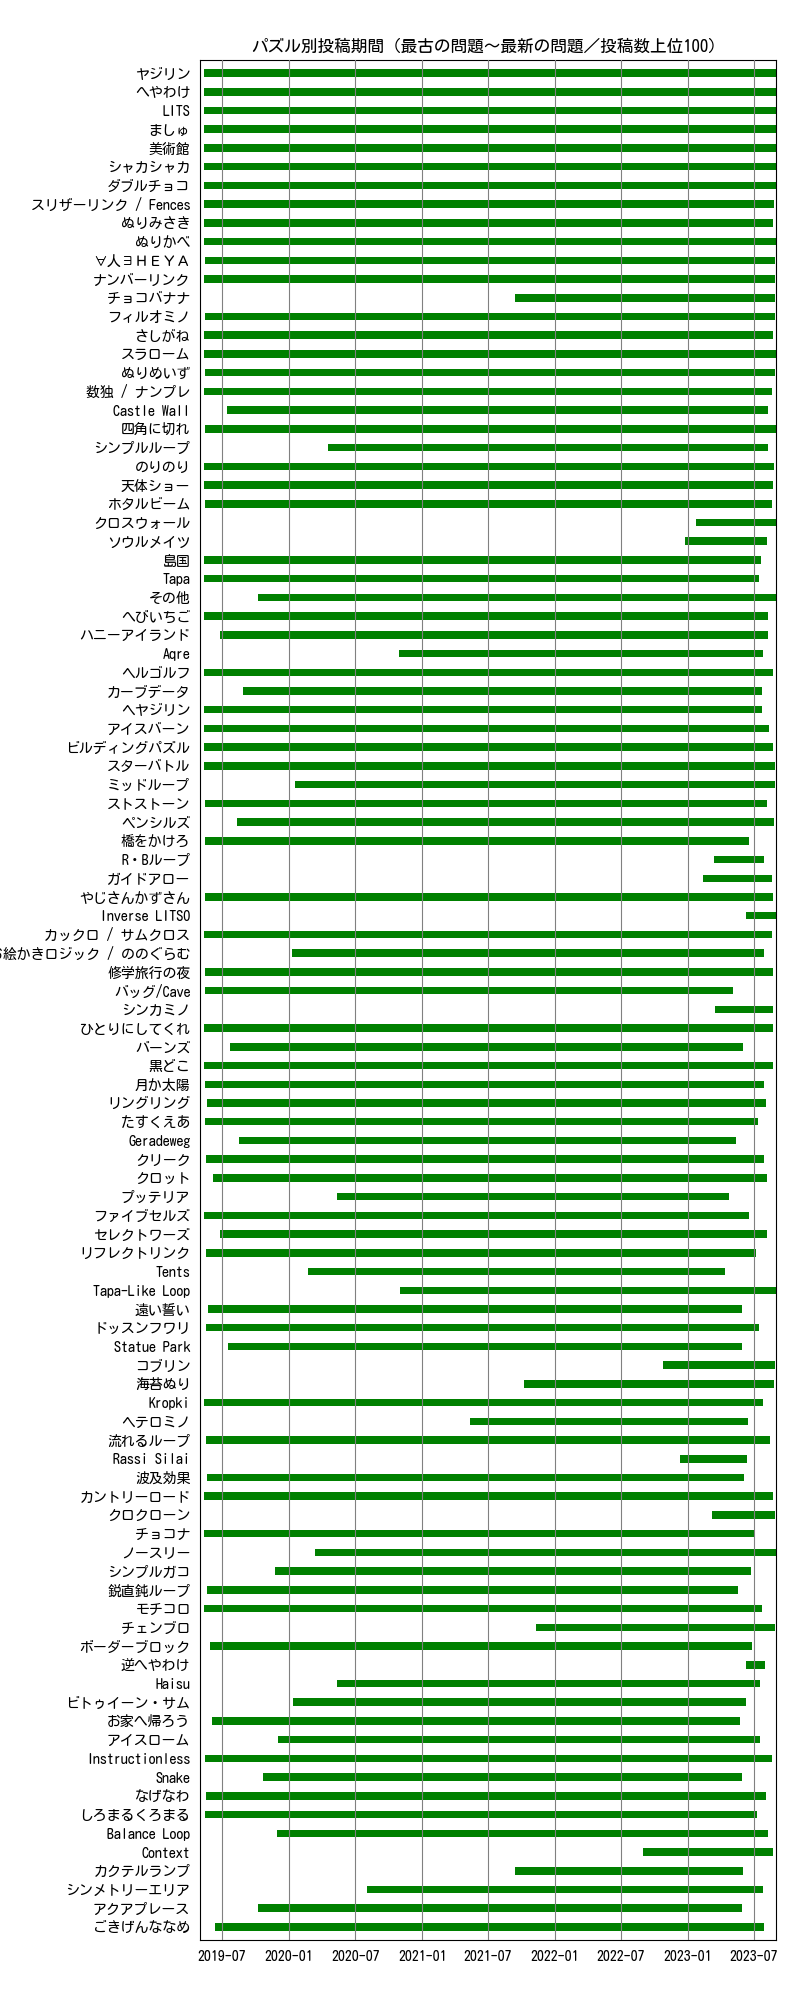 パズル別投稿期間（最古の問題～最新の問題／投稿数上位100）
ヤジリン
へやわけ
LITS
ましゅ
美術館
シャカシャカ
ダブルチョコ
スリザーリンク / Fences
ぬりみさき
ぬりかべ
∀人ヨＨＥＹＡ
ナンバーリンク
チョコバナナ
フィルオミノ
さしがね
スラローム
ぬりめいず
数独 / ナンプレ
Castle Wall
四角に切れ
シンプルループ
のりのり
天体ショー
ホタルビーム
クロスウォール
ソウルメイツ
島国
Tapa
その他
へびいちご
ハニーアイランド
Aqre
ヘルゴルフ
カーブデータ
ヘヤジリン
アイスバーン
ビルディングパズル
スターバトル
ミッドループ
ストストーン
ペンシルズ
橋をかけろ
R・Bループ
ガイドアロー
やじさんかずさん
Inverse LITSO
カックロ / サムクロス
絵かきロジック / ののぐらむ
修学旅行の夜
バッグ/Cave
シンカミノ
ひとりにしてくれ
バーンズ
黒どこ
月か太陽
リングリング
たすくえあ
Geradeweg
クリーク
クロット
プッテリア
ファイブセルズ
セレクトワーズ
リフレクトリンク
Tents
Tapa-Like Loop
遠い誓い
ドッスンフワリ
Statue Park
コブリン
海苔ぬり
Kropki
ヘテロミノ
流れるループ
Rassi Silai
波及効果
カントリーロード
クロクローン
チョコナ
ノースリー
シンプルガコ
鋭直鈍ループ
モチコロ
チェンブロ
ボーダーブロック
逆へやわけ
Haisu
ビトゥイーン・サム
お家へ帰ろう
アイスローム
Instructionless
Snake
なげなわ
しろまるくろまる
Balance Loop
Context
カクテルランプ
シンメトリーエリア
アクアプレース
ごきげんななめ
2019-07 2020-01 2020-07 2021-01 2021-07 2022-01 2022-07 2023-01 2023-07